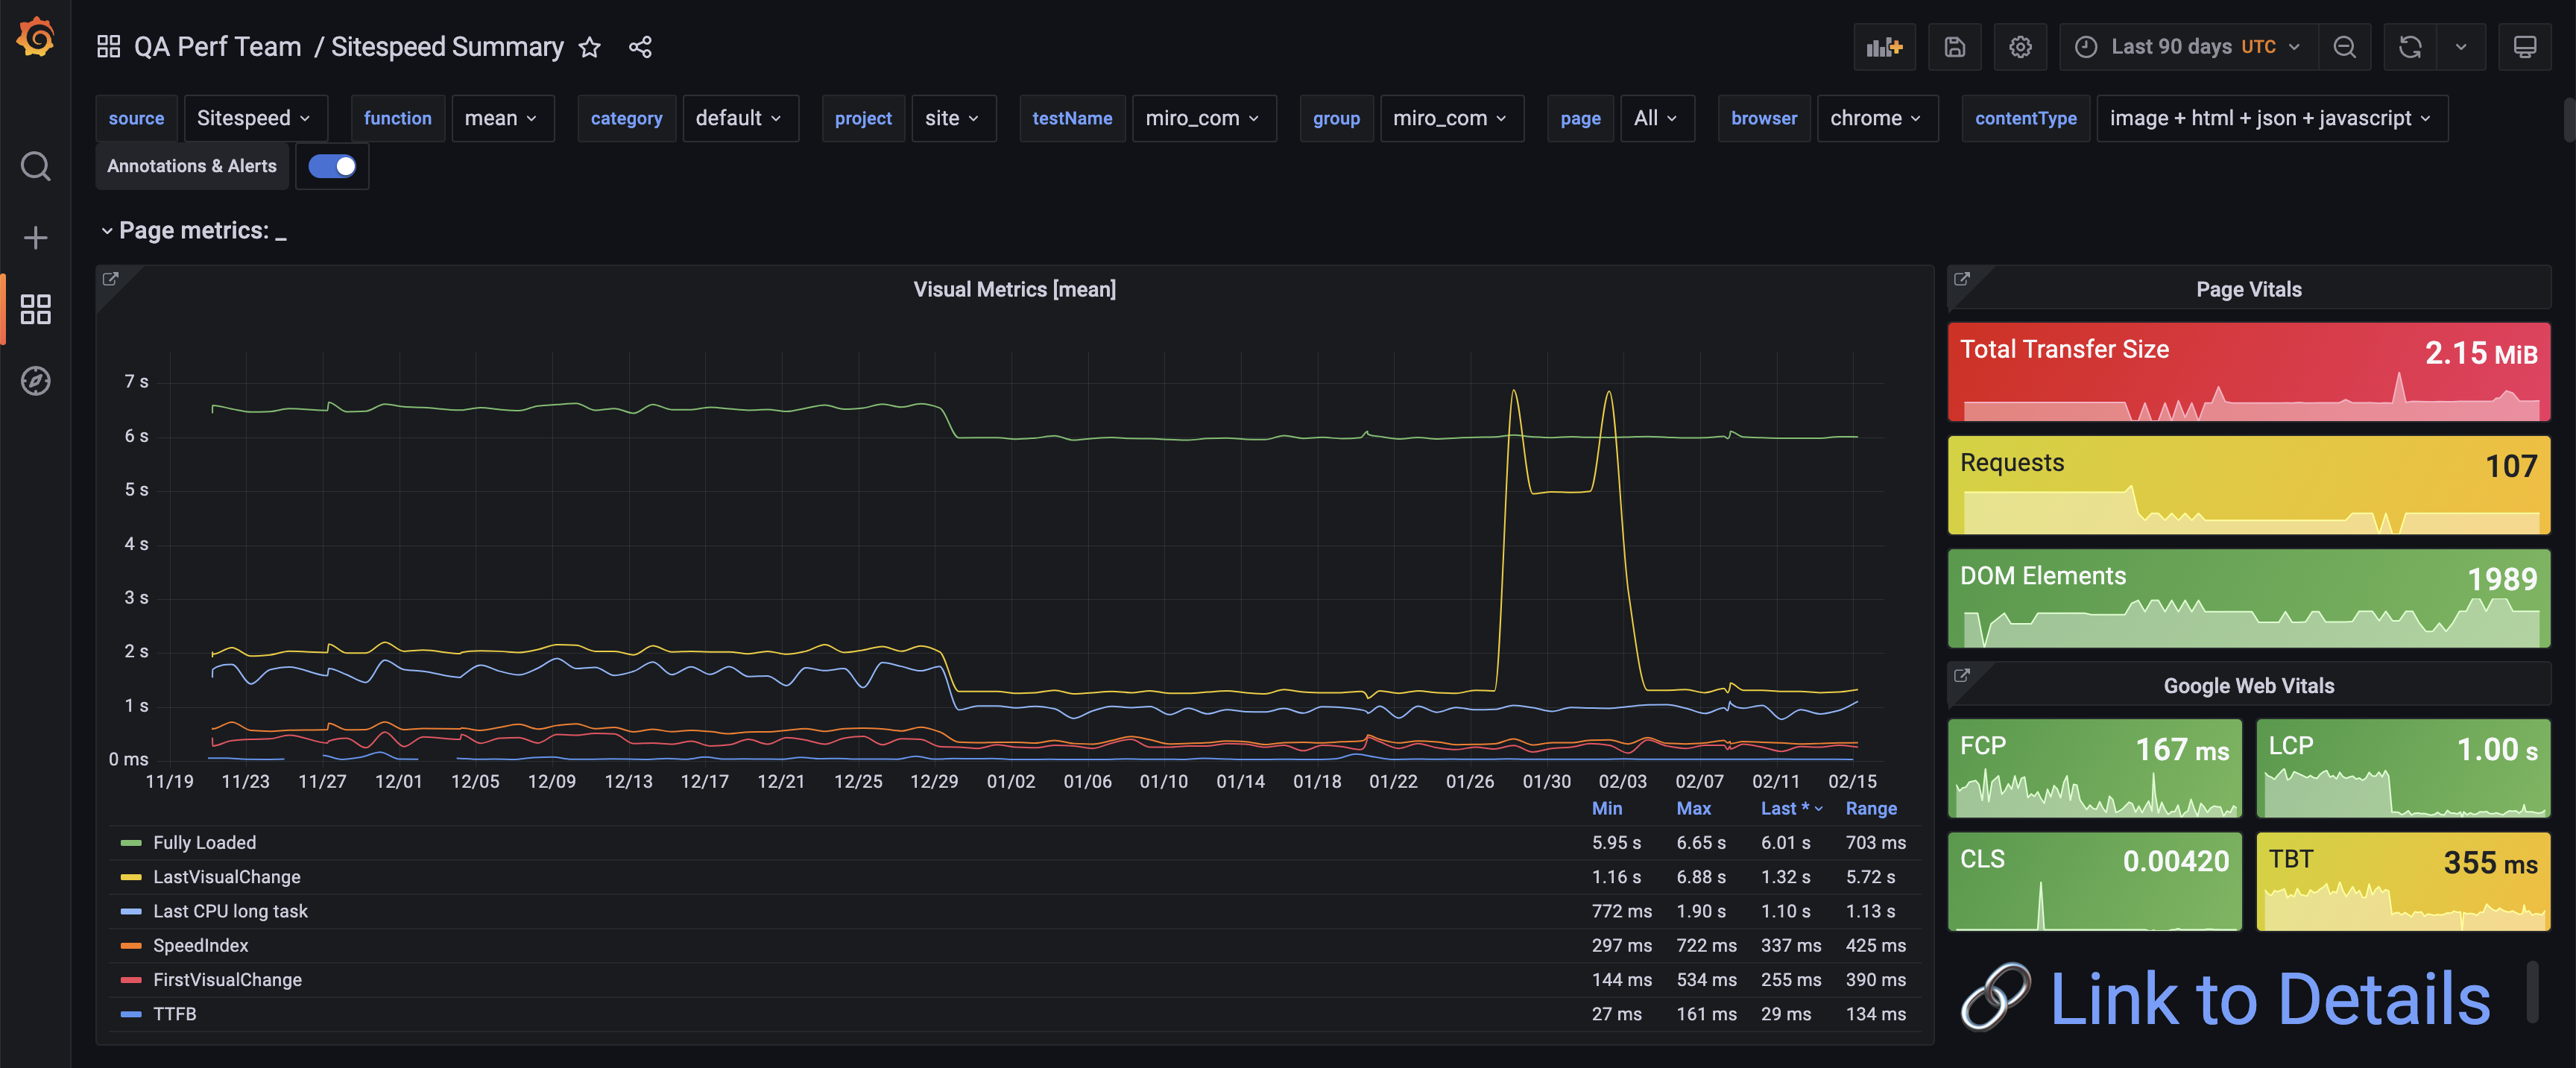 QA Perf Team / Sitespeed Summary
Last 90 days UTC
source Sitespeed function mean category default project site testName miro_com group miro_com page All browser chrome contentType image + html + json + javascript
Annotations & Alerts
Page metrics: _
Visual Metrics [mean]
7 s
6 s
5 s
4 s
3 s
2 s
1 s
0 ms
11/19 11/23 11/27 12/01 12/05 12/09 12/13 12/17 12/21 12/25 12/29 01/02 01/06 01/10 01/14 01/18 01/22 01/26 01/30 02/03 02/07 02/11 02/15
Min Max Last * Range
Fully Loaded 5.95 s 6.65 s 6.01 s 703 ms
LastVisualChange 1.16 s 6.88 s 1.32 s 5.72 s
Last CPU long task 772 ms 1.90 s 1.10 s 1.13 s
SpeedIndex 297 ms 722 ms 337 ms 425 ms
FirstVisualChange 144 ms 534 ms 255 ms 390 ms
TTFB 27 ms 161 ms 29 ms 134 ms
Page Vitals
Total Transfer Size 2.15 MiB
Requests 107
DOM Elements 1989
Google Web Vitals
FCP 167 ms LCP 1.00 s
CLS 0.00420 TBT 355 ms
Link to Details